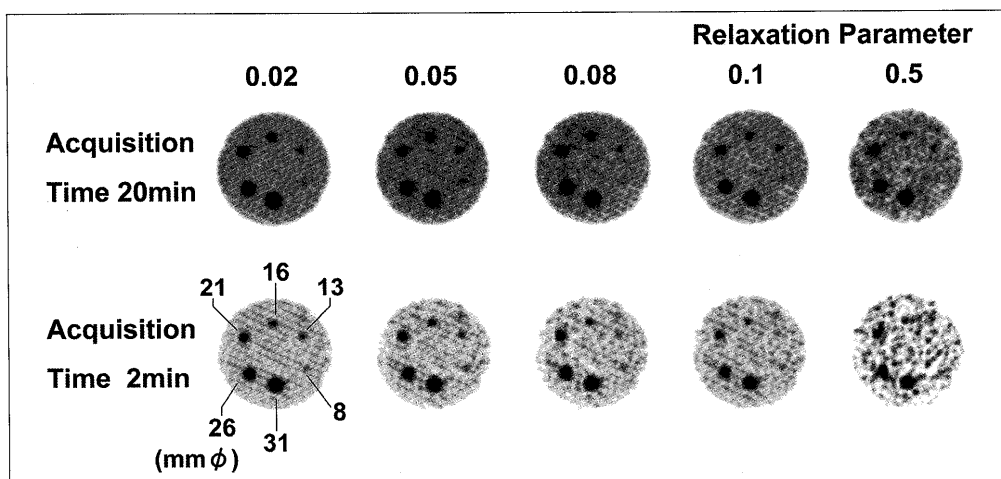 Relaxation Parameter
0.02 0.05 0.08 0.1 0.5
Acquisition
Time 20min
16
21 13
Acquisition
Time 2min
8
26
31
(mmφ)